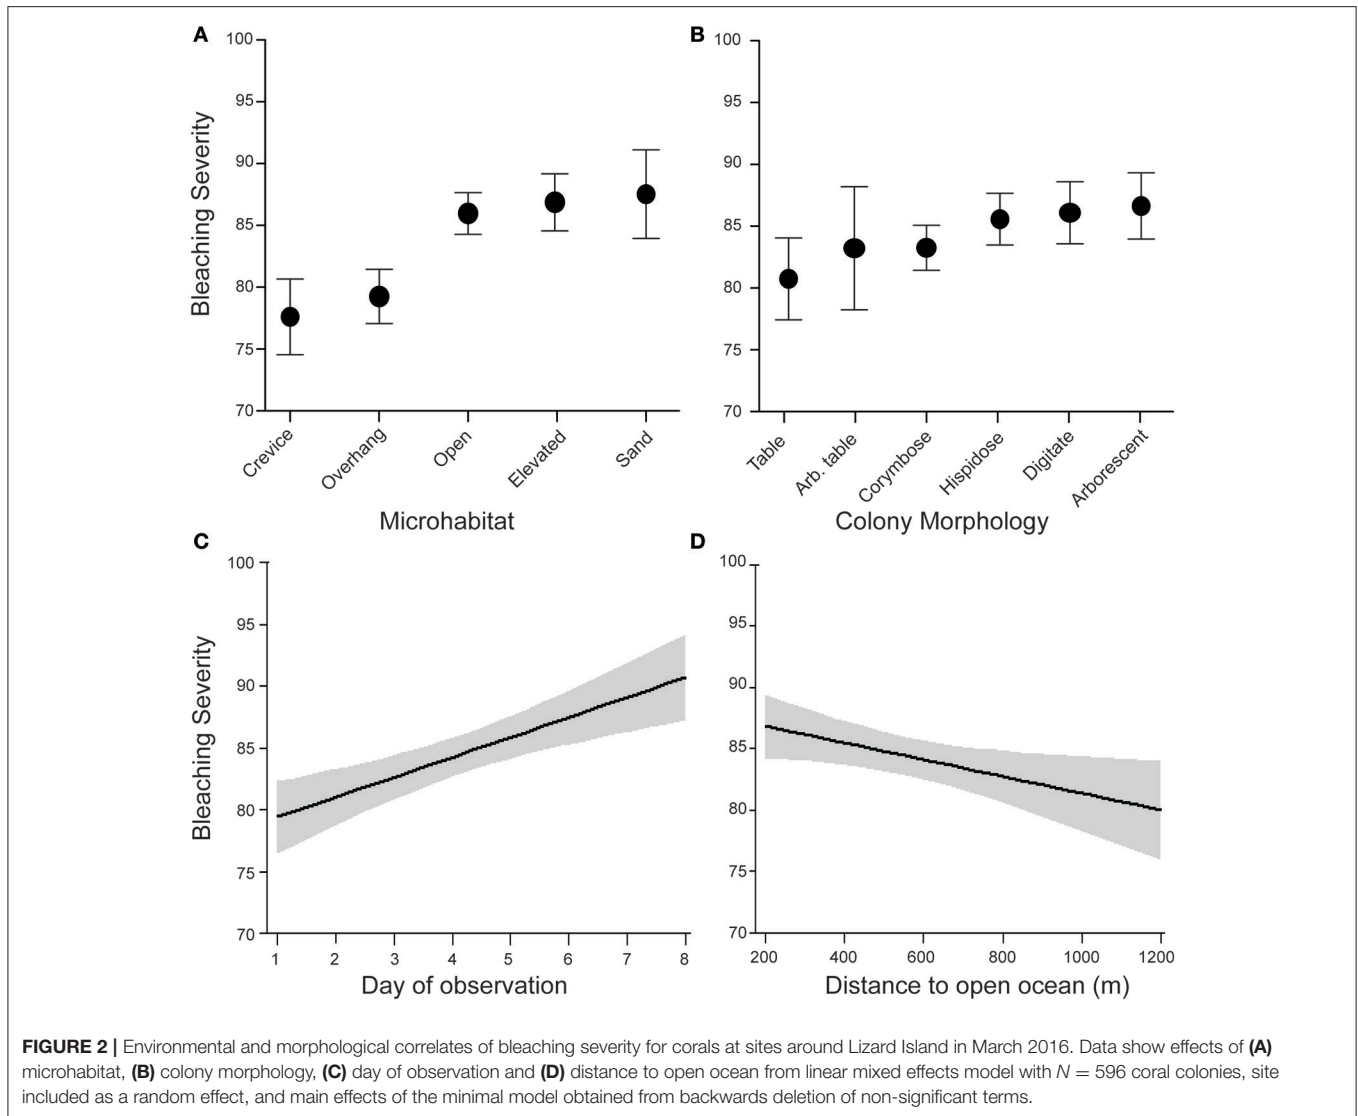 A
100
95
90
85
80
75
70
Bleaching Severity
Crevice
Overhang
Open
Elevated
Sand
Microhabitat
B
100
95
90
85
80
75
70
Table
Arb. table
Corymbose
Hispidose
Digitate
Arborescent
Colony Morphology
C
100
95
90
85
80
75
70
Bleaching Severity
1 2 3 4 5 6 7 8
Day of observation
D
100
95
90
85
80
75
70
200 400 600 800 1000 1200
Distance to open ocean (m)
FIGURE 2 | Environmental and morphological correlates of bleaching severity for corals at sites around Lizard Island in March 2016. Data show effects of (A)
microhabitat, (B) colony morphology, (C) day of observation and (D) distance to open ocean from linear mixed effects model with N = 596 coral colonies, site
included as a random effect, and main effects of the minimal model obtained from backwards deletion of non-significant terms.